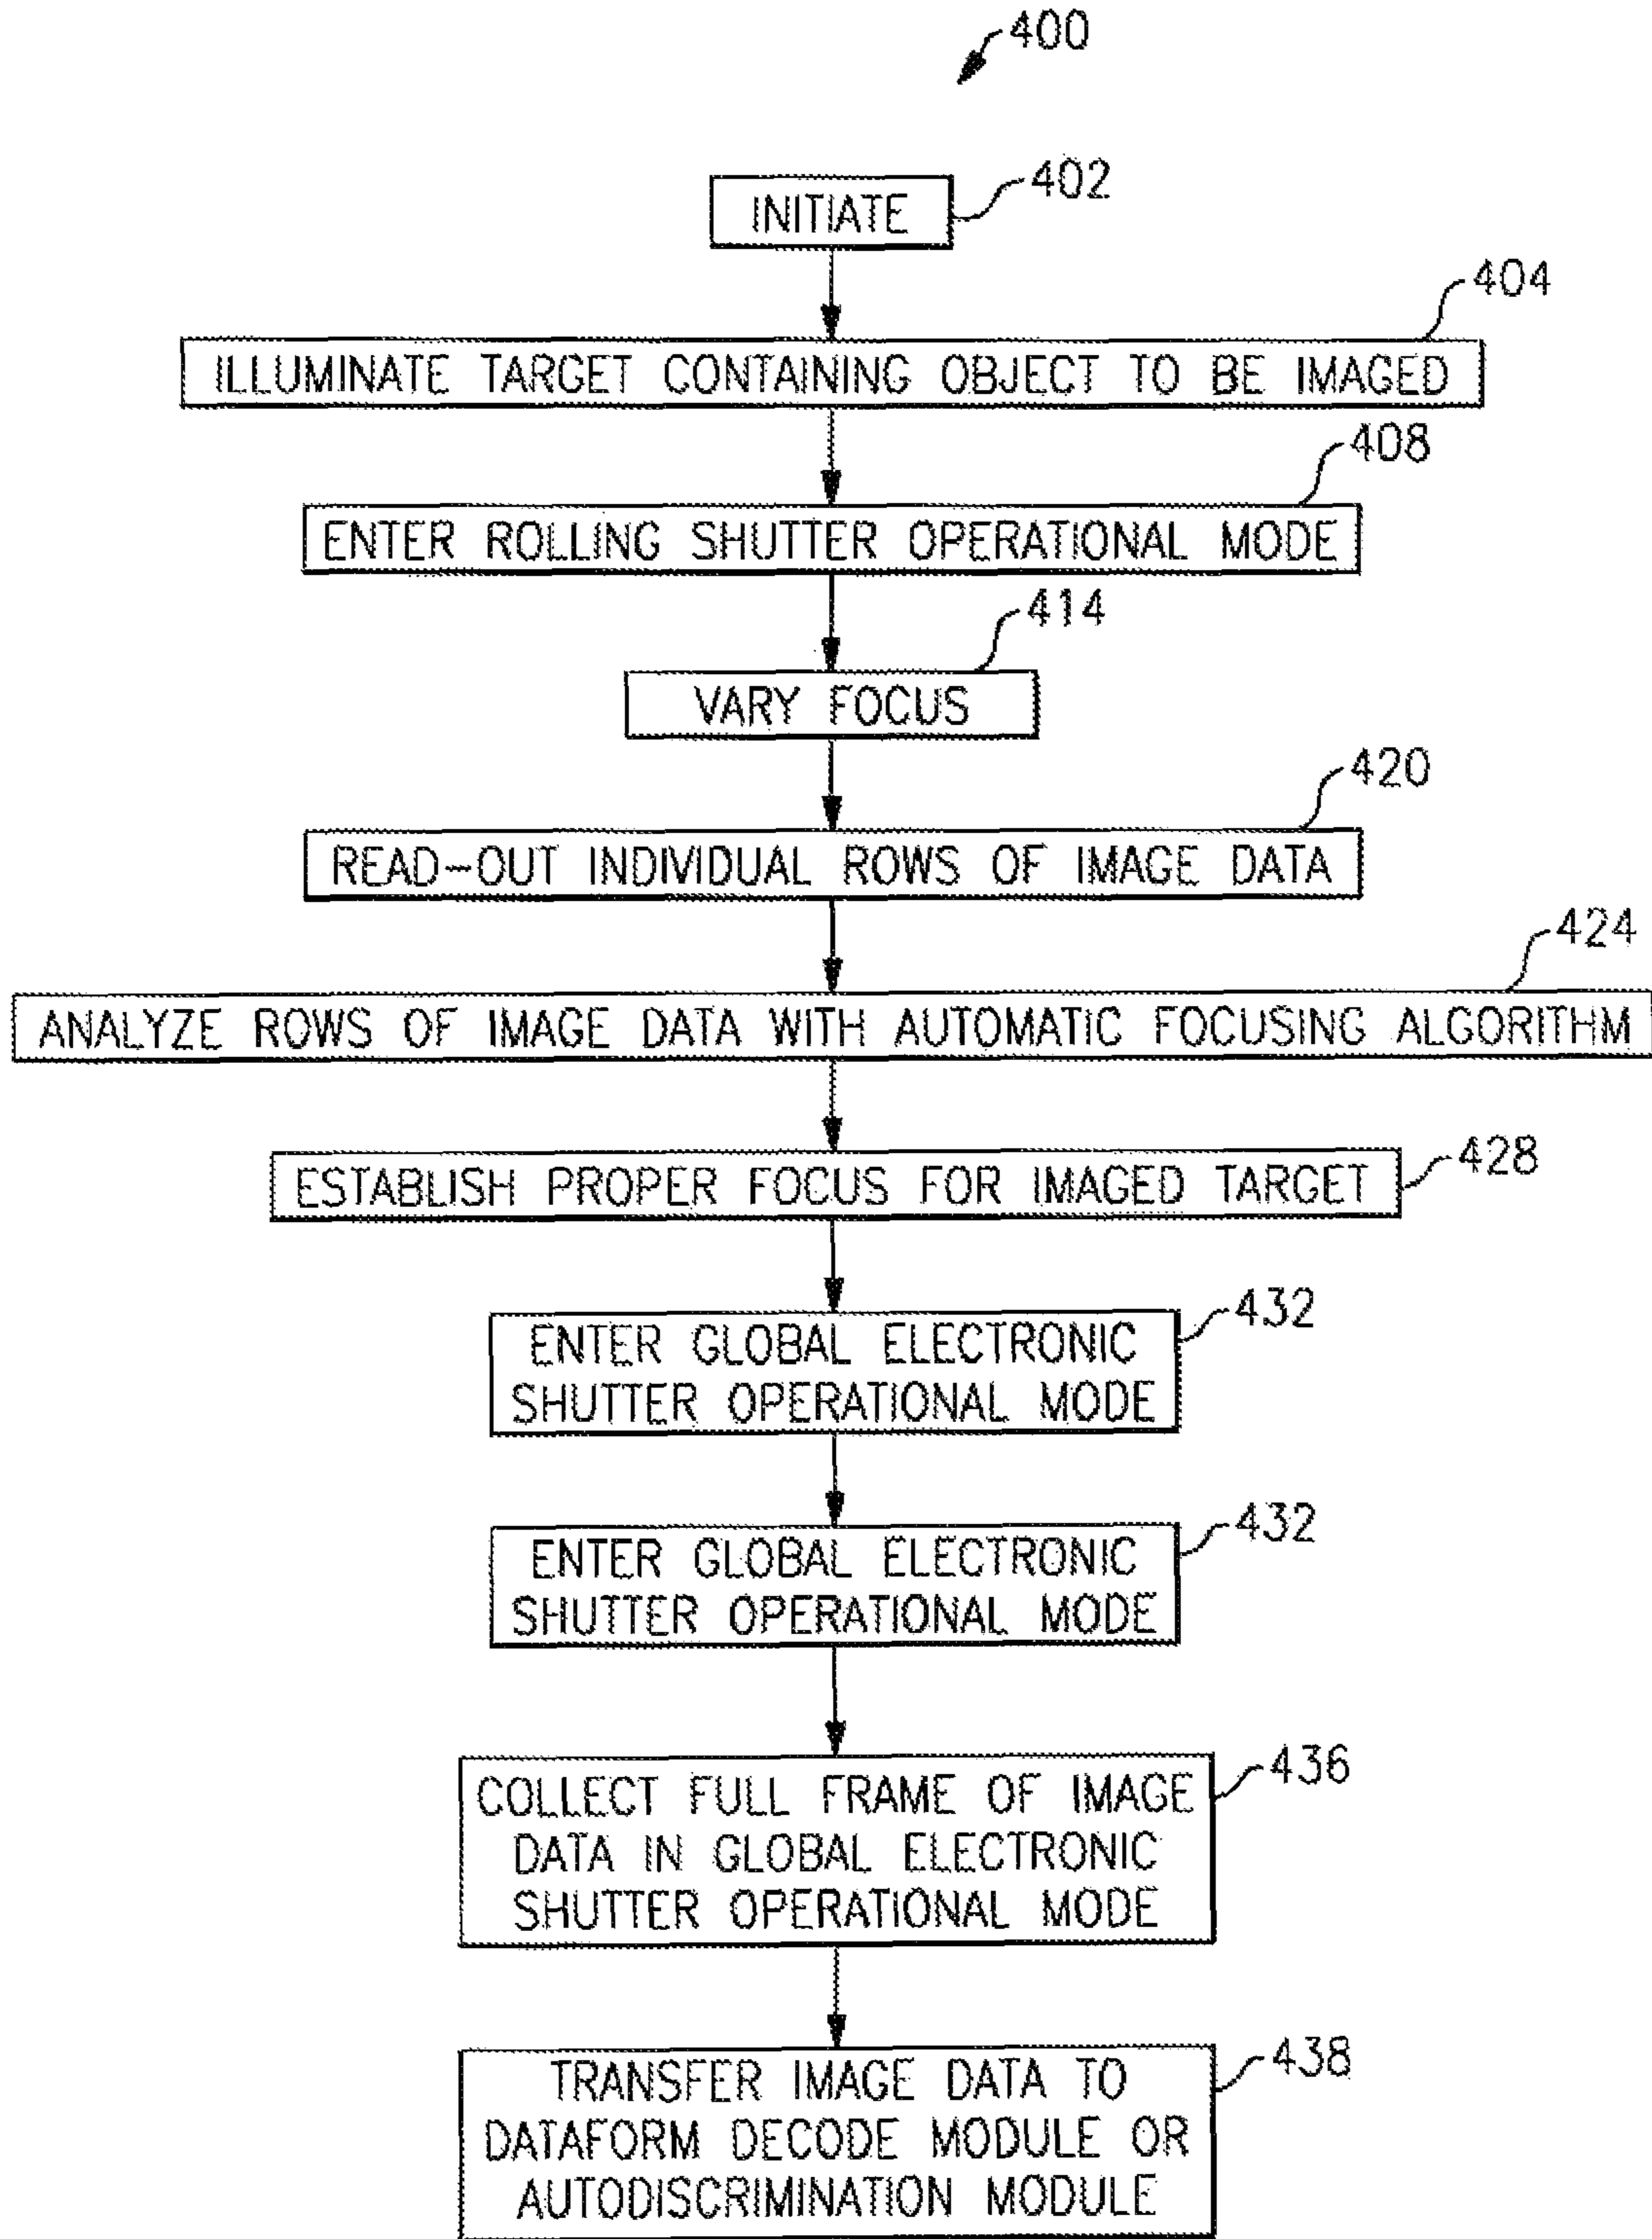 400
402
INITIATE
404
ILLUMINATE TARGET CONTAINING OBJECT TO BE IMAGED
408
ENTER ROLLING SHUTTER OPERATIONAL MODE
414
VARY FOCUS
420
READ-OUT INDIVIDUAL ROWS OF IMAGE DATA
424
ANALYZE ROWS OF IMAGE DATA WITH AUTOMATIC FOCUSING ALGORITHM
ESTABLISH PROPER FOCUS FOR IMAGED TARGET
428
ENTER GLOBAL ELECTRONIC
SHUTTER OPERATIONAL MODE
432
ENTER GLOBAL ELECTRONIC
SHUTTER OPERATIONAL MODE
432
COLLECT FULL FRAME OF IMAGE
DATA IN GLOBAL ELECTRONIC
SHUTTER OPERATIONAL MODE
436
TRANSFER IMAGE DATA TO
DATAFORM DECODE MODULE OR
AUTODISCRIMINATION MODULE
438